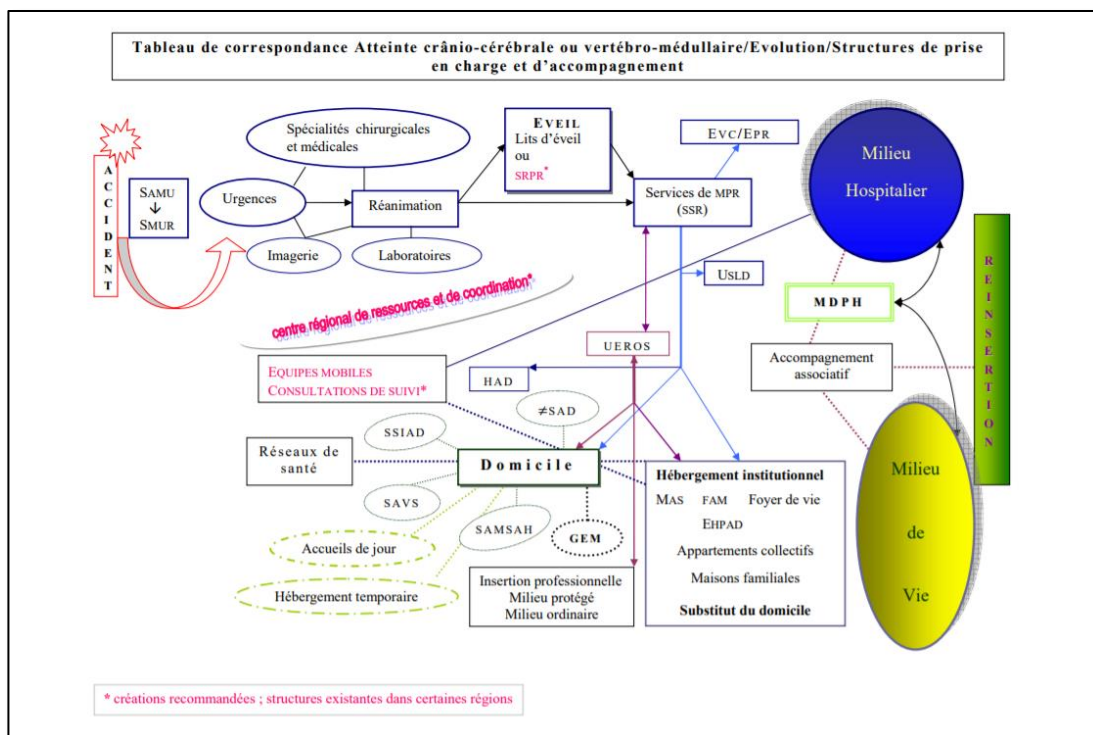 Tableau de correspondance Atteinte crânio-cérébrale ou vertébro-médullaire/Evolution/Structures de prise
en charge et d'accompagnement
ACCIDENT
SAMU
↓
SMUR
Spécialités chirurgicales
et médicales
Urgences
Réanimation
Imagerie
Laboratoires
EVEIL
Lits d'éveil
ou
SRPR*
Services de MPR
(SSR)
EVC/EPR
USLD
Milieu
Hospitalier
REINSERTION
MDPH
Accompagnement
associatif
centre régional de ressources et de coordination*
UEROS
EQUIPES MOBILES
CONSULTATIONS DE SUIVI*
HAD
≠SAD
SSIAD
Réseaux de
santé
Domicile
SAVS
SAMSAH
GEM
Accueils de jour
Hébergement temporaire
Insertion professionnelle
Milieu protégé
Milieu ordinaire
Hébergement institutionnel
MAS FAM Foyer de vie
EHPAD
Appartements collectifs
Maisons familiales
Substitut du domicile
Milieu
de
Vie
* créations recommandées ; structures existantes dans certaines régions